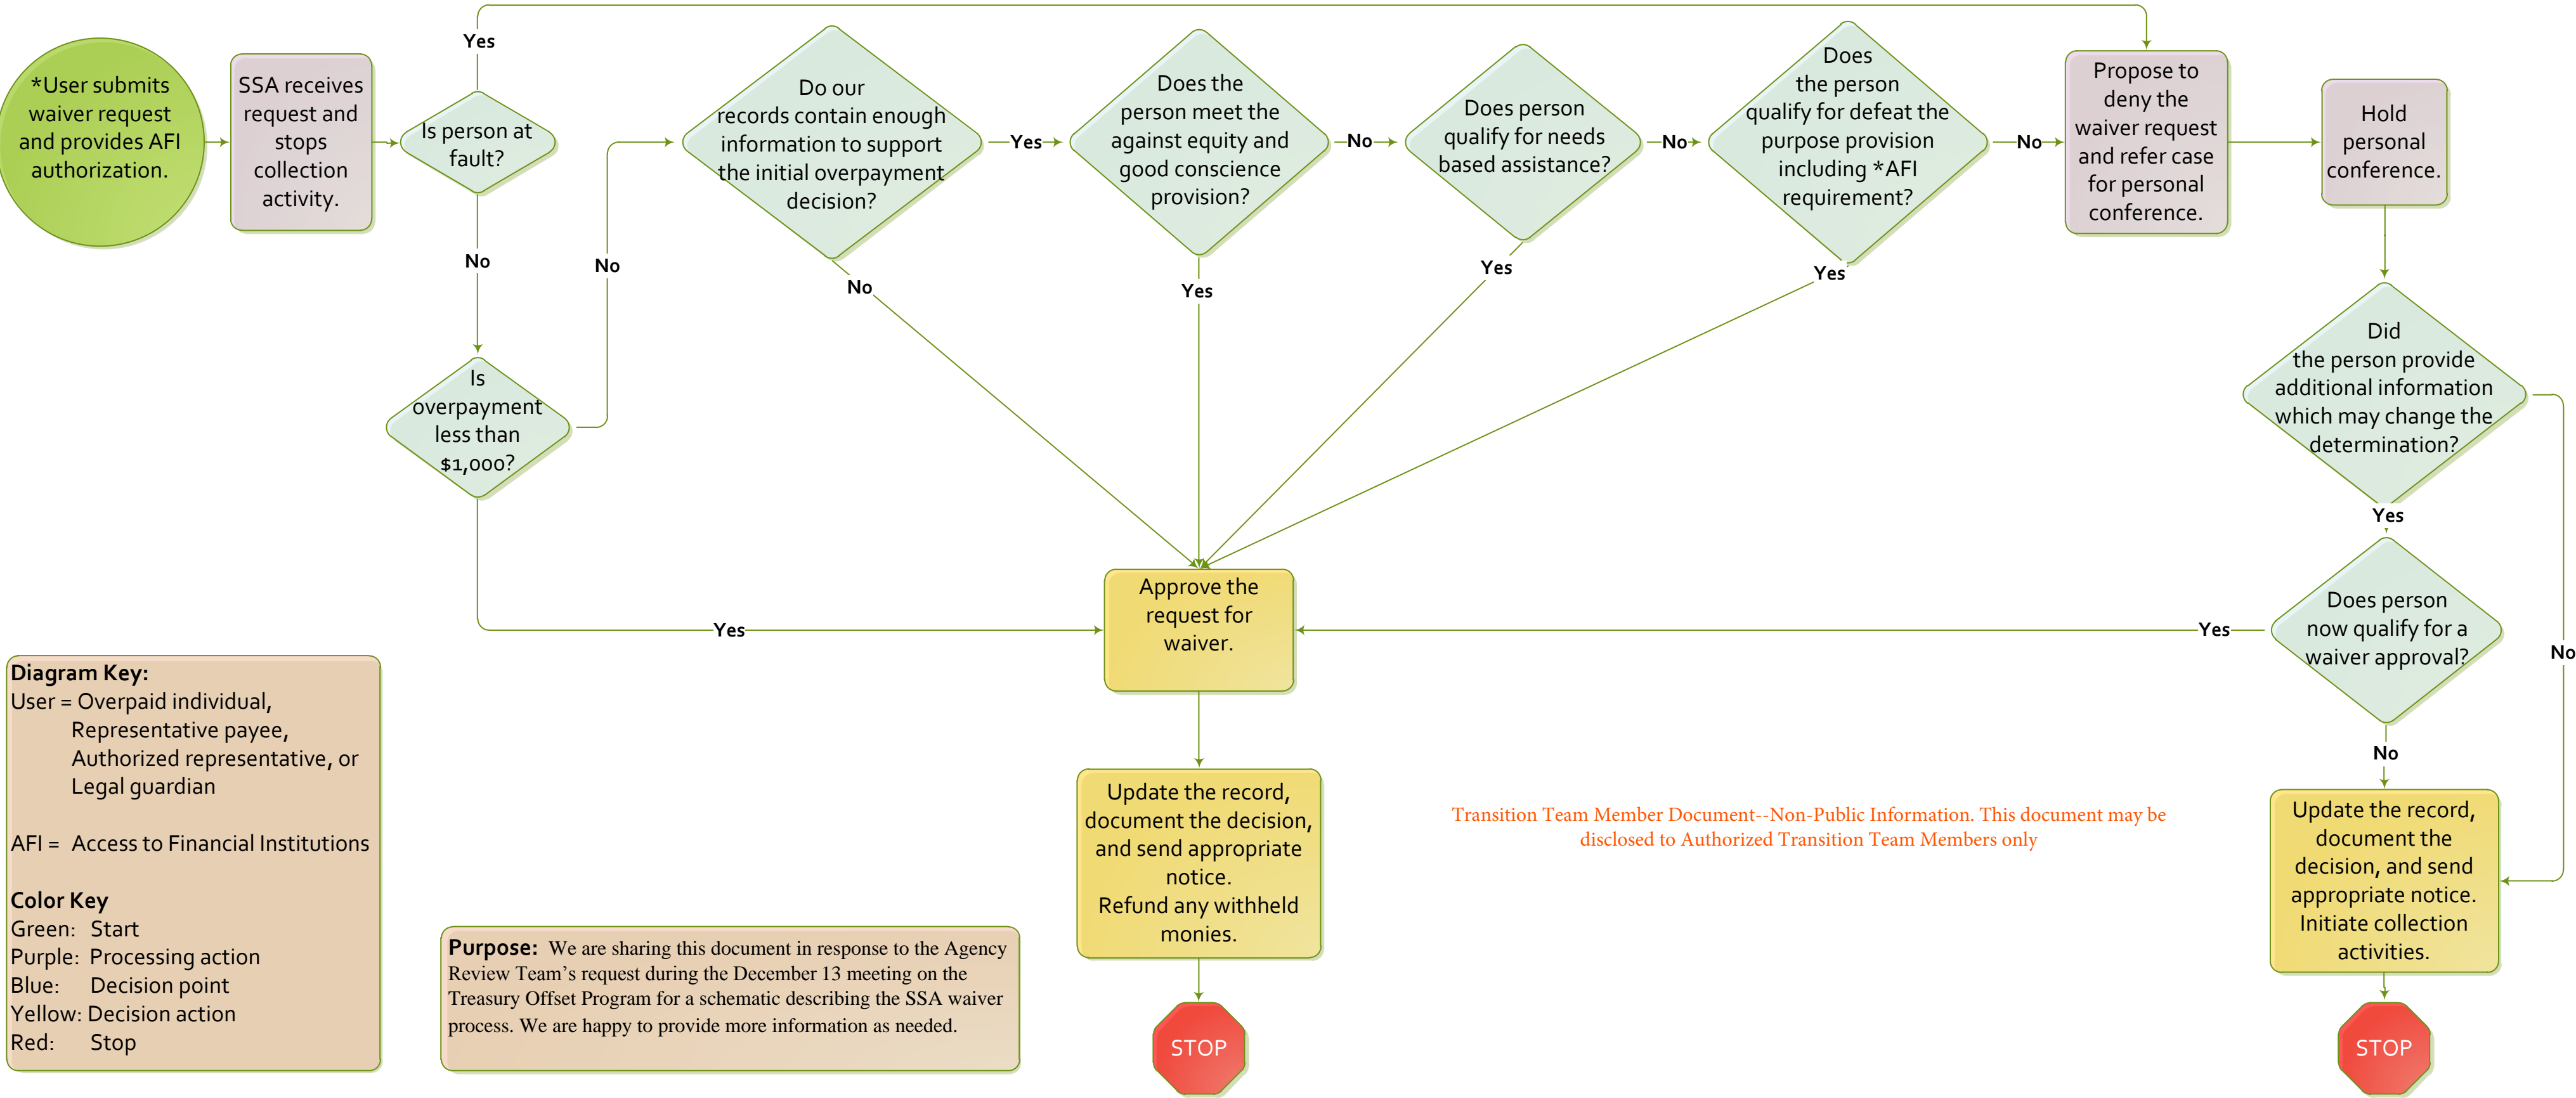 *User submits
waiver request
and provides AFI
authorization.
SSA receives
request and
stops
collection
activity.
Yes
Is person at
fault?
No
Is
overpayment
less than
$1,000?
No
Yes
Do our
records contain enough
information to support
the initial overpayment
decision?
Yes
No
Does the
person meet the
against equity and
good conscience
provision?
No
Yes
Does person
qualify for needs
based assistance?
No
Yes
Does
the person
qualify for defeat the
purpose provision
including *AFI
requirement?
No
Yes
Propose to
deny the
waiver request
and refer case
for personal
conference.
Hold
personal
conference.
Did
the person provide
additional information
which may change the
determination?
Yes
No
Does person
now qualify for a
waiver approval?
Yes
No
Approve the
request for
waiver.
Update the record,
document the decision,
and send appropriate
notice.
Refund any withheld
monies.
STOP
Update the record,
document the
decision, and send
appropriate notice.
Initiate collection
activities.
STOP
Transition Team Member Document--Non-Public Information. This document may be
disclosed to Authorized Transition Team Members only
Diagram Key:
User = Overpaid individual,
Representative payee,
Authorized representative, or
Legal guardian
AFI = Access to Financial Institutions
Color Key
Green: Start
Purple: Processing action
Blue: Decision point
Yellow: Decision action
Red: Stop
Purpose: We are sharing this document in response to the Agency
Review Team's request during the December 13 meeting on the
Treasury Offset Program for a schematic describing the SSA waiver
process. We are happy to provide more information as needed.